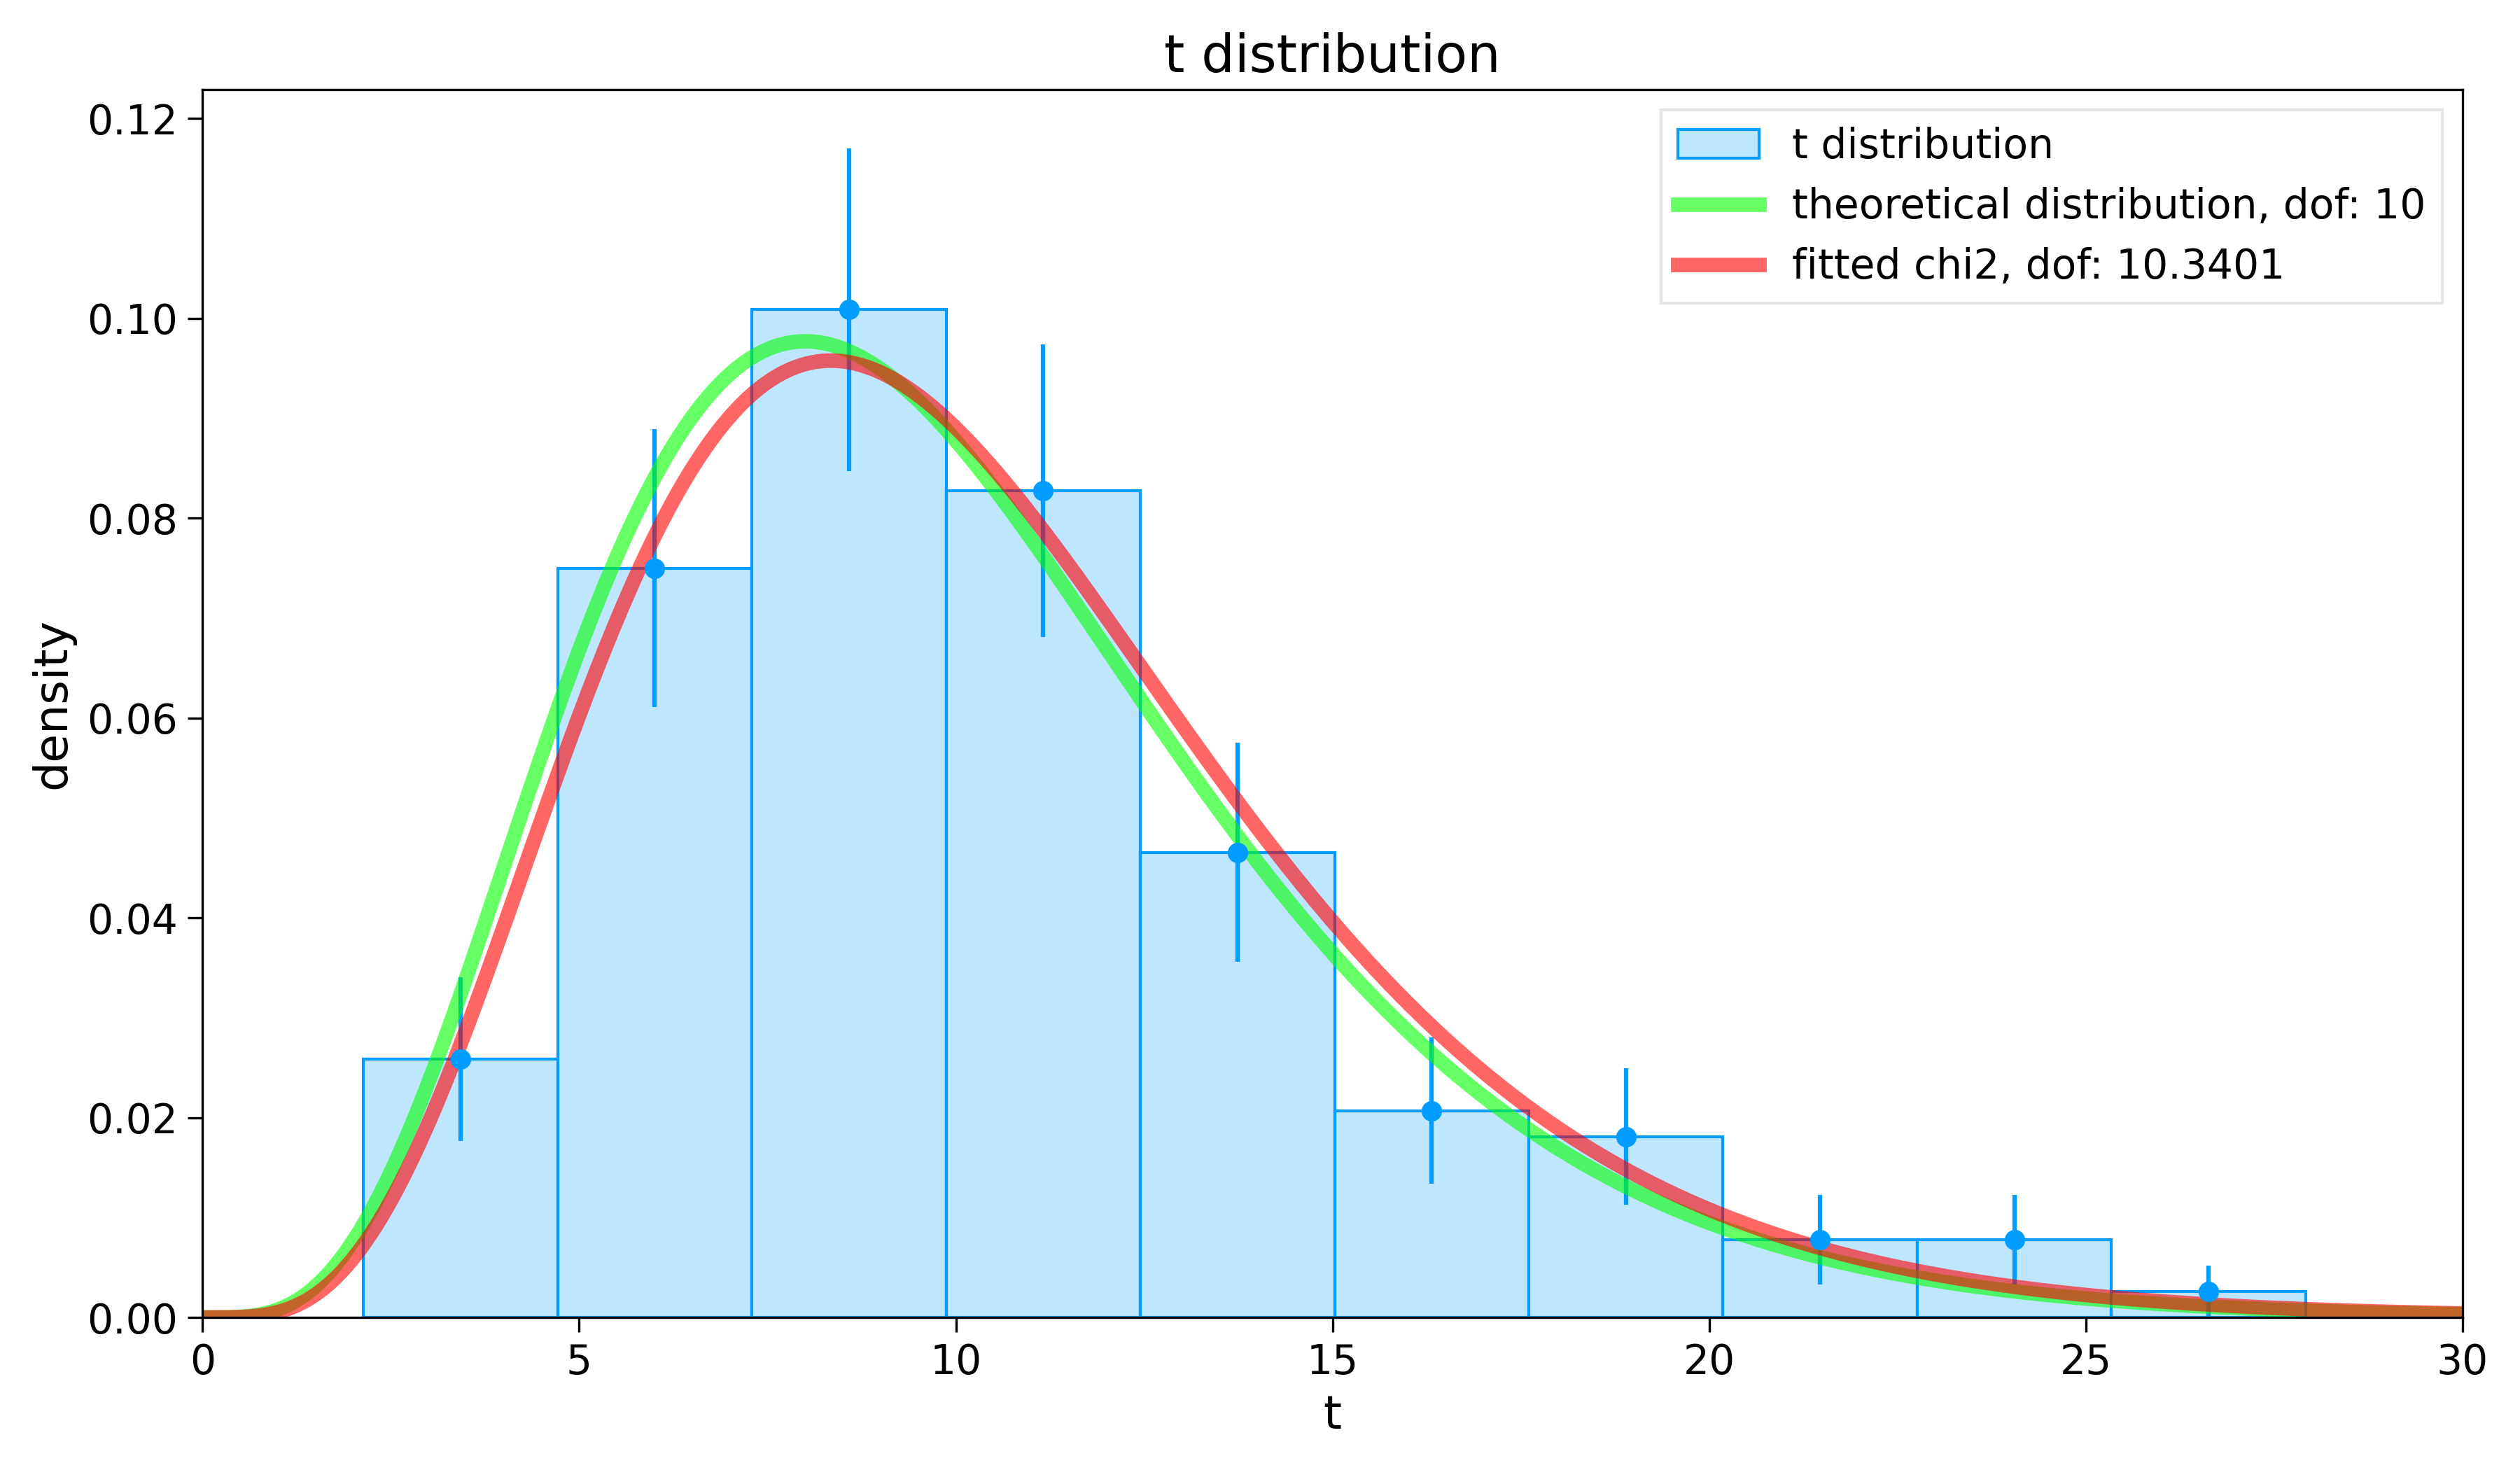 t distribution
t distribution
theoretical distribution, dof: 10
fitted chi2, dof: 10.3401
density
0.12
0.10
0.08
0.06
0.04
0.02
0.00
0 5 10 15 20 25 30
t